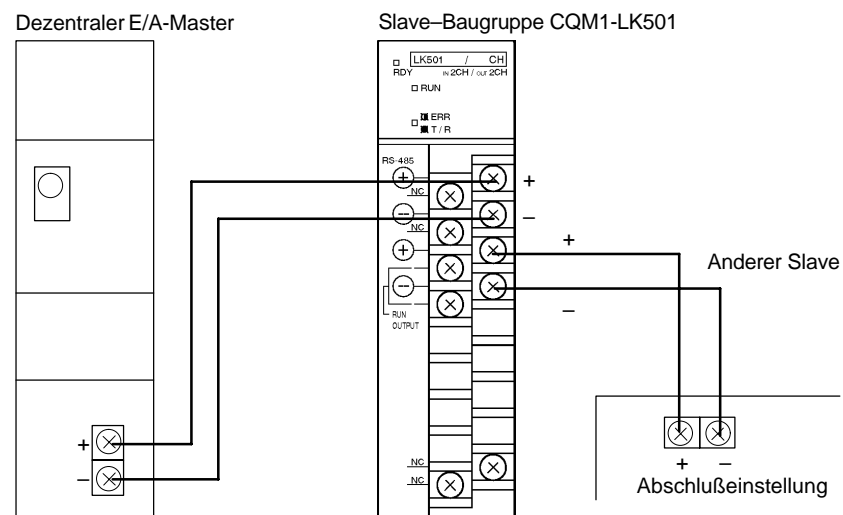 Dezentraler E/A-Master
Slave–Baugruppe CQM1-LK501
LK501 / CH
RDY IN 2CH / OUT 2CH
RUN
ERR
T / R
RS-485
+
NC
–
NC
+
–
RUN
OUTPUT
NC
NC
+
–
+
–
Anderer Slave
+
–
+ –
Abschlußeinstellung